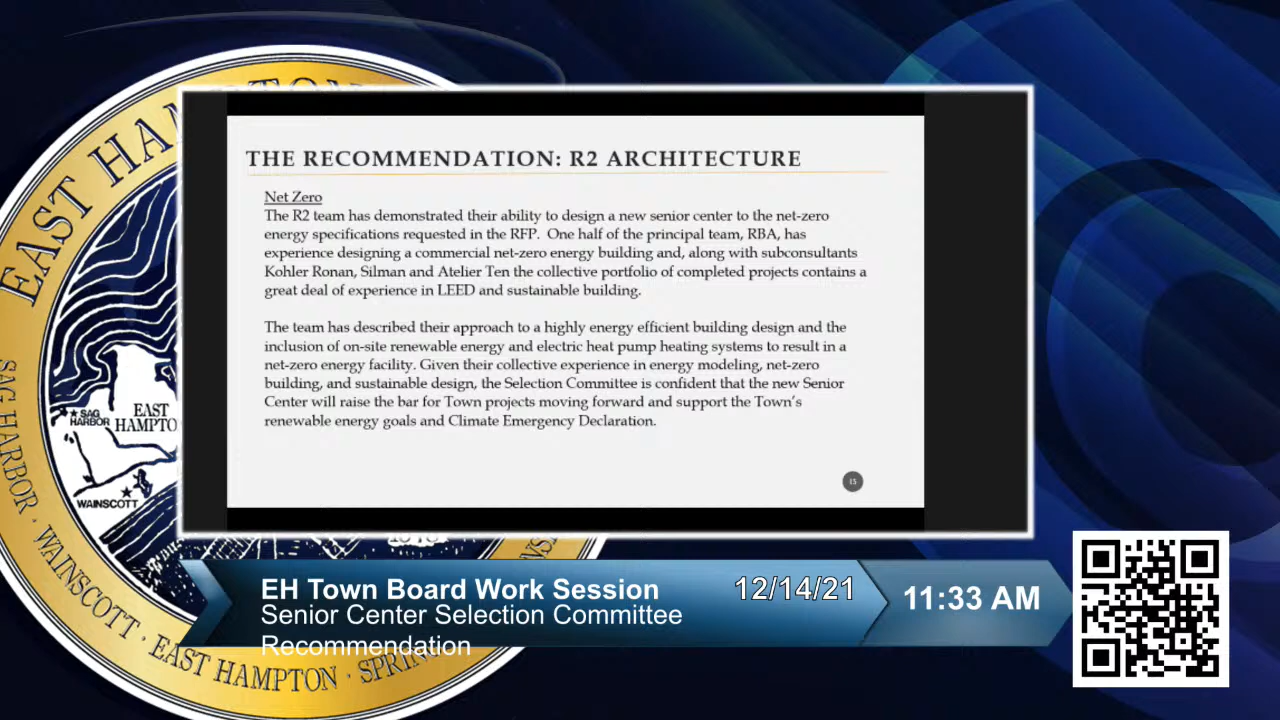 THE RECOMMENDATION: R2 ARCHITECTURE
Net Zero
The R2 team has demonstrated their ability to design a new senior center to the net-zero
energy specifications requested in the RFP. One half of the principal team, RBA, has
experience designing a commercial net-zero energy building and, along with subconsultants
Kohler Ronan, Silman and Atelier Ten the collective portfolio of completed projects contains a
great deal of experience in LEED and sustainable building.
The team has described their approach to a highly energy efficient building design and the
inclusion of on-site renewable energy and electric heat pump heating systems to result in a
net-zero energy facility. Given their collective experience in energy modeling, net-zero
building, and sustainable design, the Selection Committee is confident that the new Senior
Center will raise the bar for Town projects moving forward and support the Town's
renewable energy goals and Climate Emergency Declaration.
15
EAST HA
SAG
HARBOR
EAST
HAMPTO
WAINSCOTT
SAG HARBOR · WAINSCOTT · EAST HAMPTON · SPRIN
EH Town Board Work Session
12/14/21
11:33 AM
Senior Center Selection Committee
Recommendation